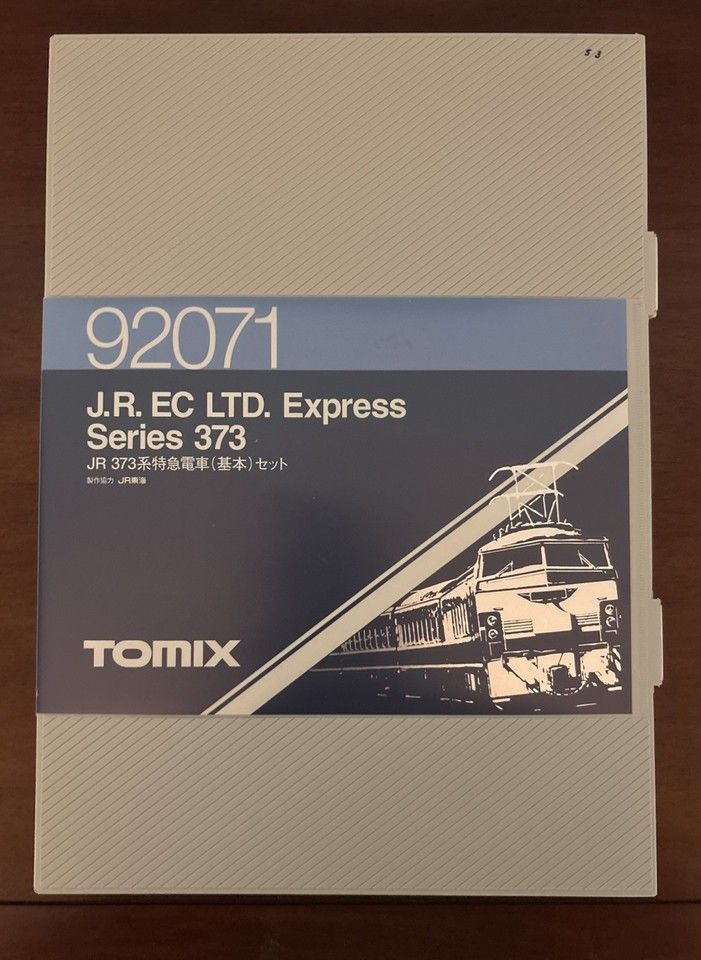 53
92071
J.R. EC LTD. Express
Series 373
JR 373系特急電車(基本)セット
製作協力 JR東海
TOMIX